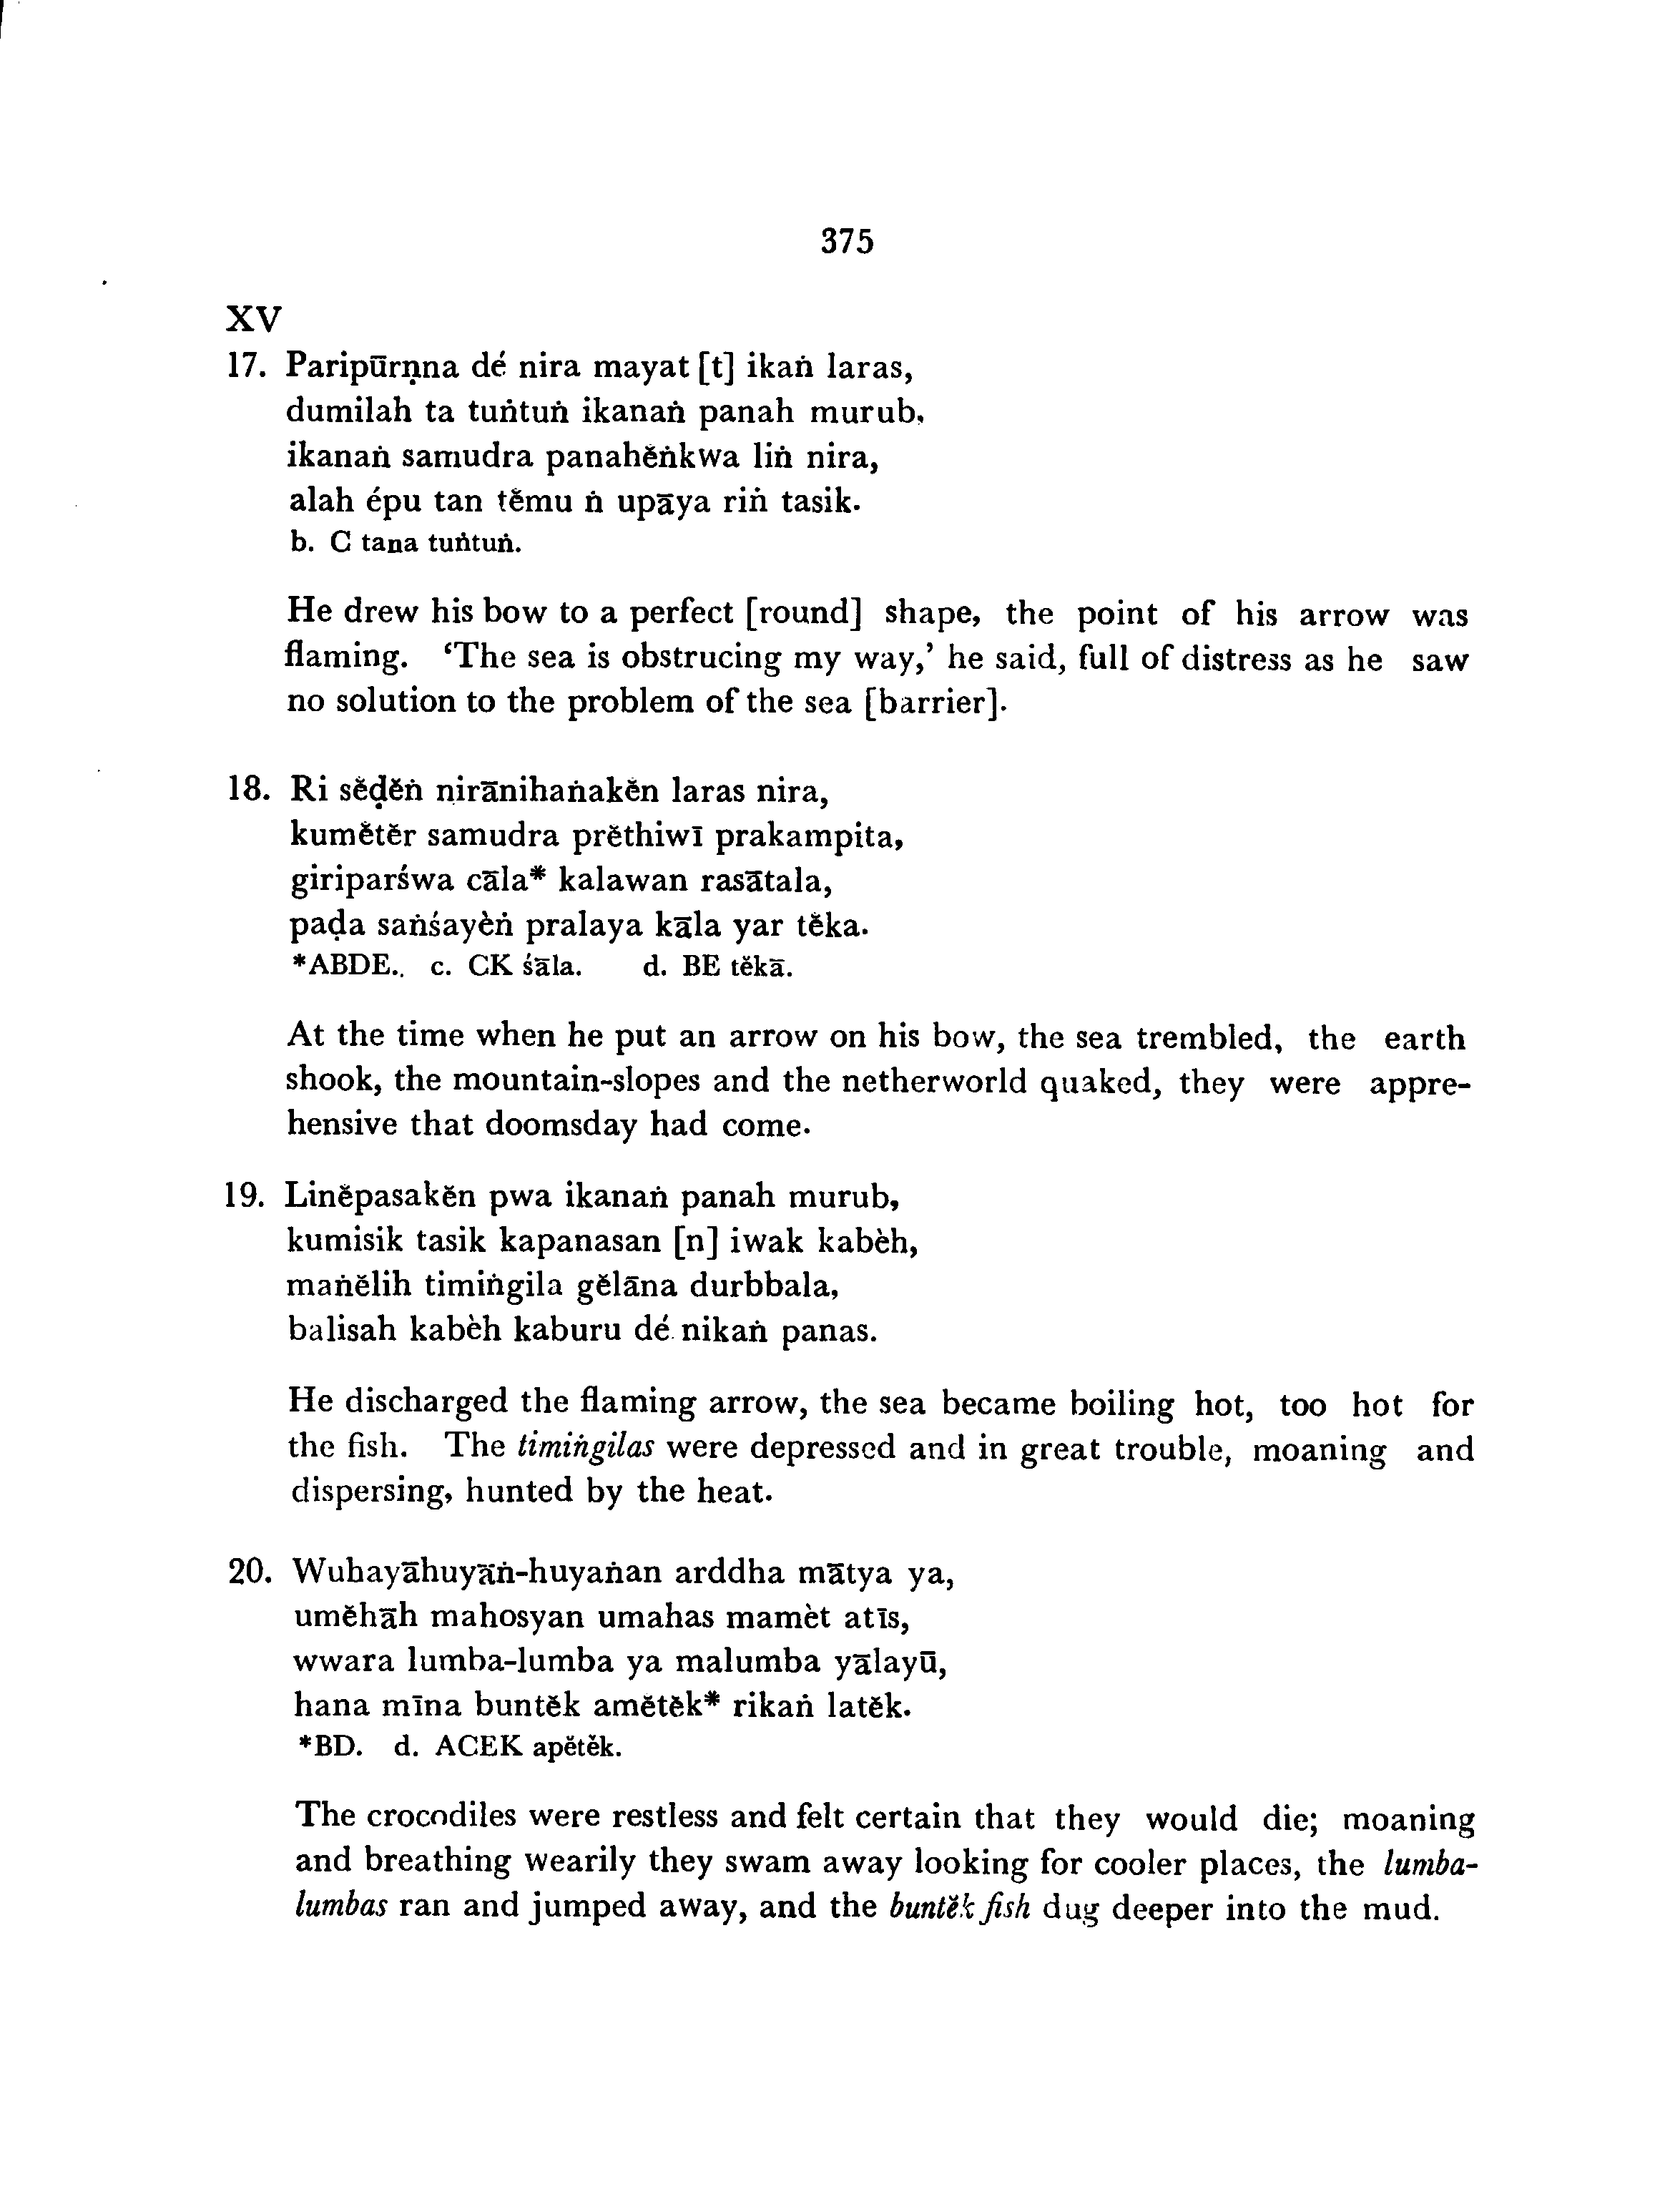 375
XV
17. Paripūrṇna dé nira mayat [t] ikaṅ laras,
dumilah ta tuṅtuṅ ikanaṅ panah murub,
ikanaṅ samudra panahĕṅkwa liṅ nira,
alah épu tan tĕmu ṅ upāya riṅ tasik.
b. C tana tuṅtuṅ.
He drew his bow to a perfect [round] shape, the point of his arrow was
flaming. ‘The sea is obstrucing my way,’ he said, full of distress as he saw
no solution to the problem of the sea [barrier].
18. Ri sĕḍĕṅ nirānihaṅakĕn laras nira,
kumĕtĕr samudra prĕthiwī prakampita,
giriparśwa cāla* kalawan rasātala,
paḍa saṅśayèṅ pralaya kāla yar tĕka.
*ABDE.. c. CK śāla. d. BE tĕkā.
At the time when he put an arrow on his bow, the sea trembled, the earth
shook, the mountain-slopes and the netherworld quaked, they were appre-
hensive that doomsday had come.
19. Linĕpasakĕn pwa ikanaṅ panah murub,
kumisik tasik kapanasan [n] iwak kabèh,
maṅĕlih timiṅgila gĕlāna durbbala,
balisah kabèh kaburu dé nikaṅ panas.
He discharged the flaming arrow, the sea became boiling hot, too hot for
the fish. The timiṅgilas were depressed and in great trouble, moaning and
dispersing, hunted by the heat.
20. Wuhayāhuyāṅ-huyaṅan arddha mātya ya,
umĕhāh mahosyan umahas mamèt atīs,
wwara lumba-lumba ya malumba yālayū,
hana mīna buntĕk amĕtĕk* rikaṅ latĕk.
*BD. d. ACEK apĕtĕk.
The crocodiles were restless and felt certain that they would die; moaning
and breathing wearily they swam away looking for cooler places, the lumba-
lumbas ran and jumped away, and the buntĕk fish dug deeper into the mud.